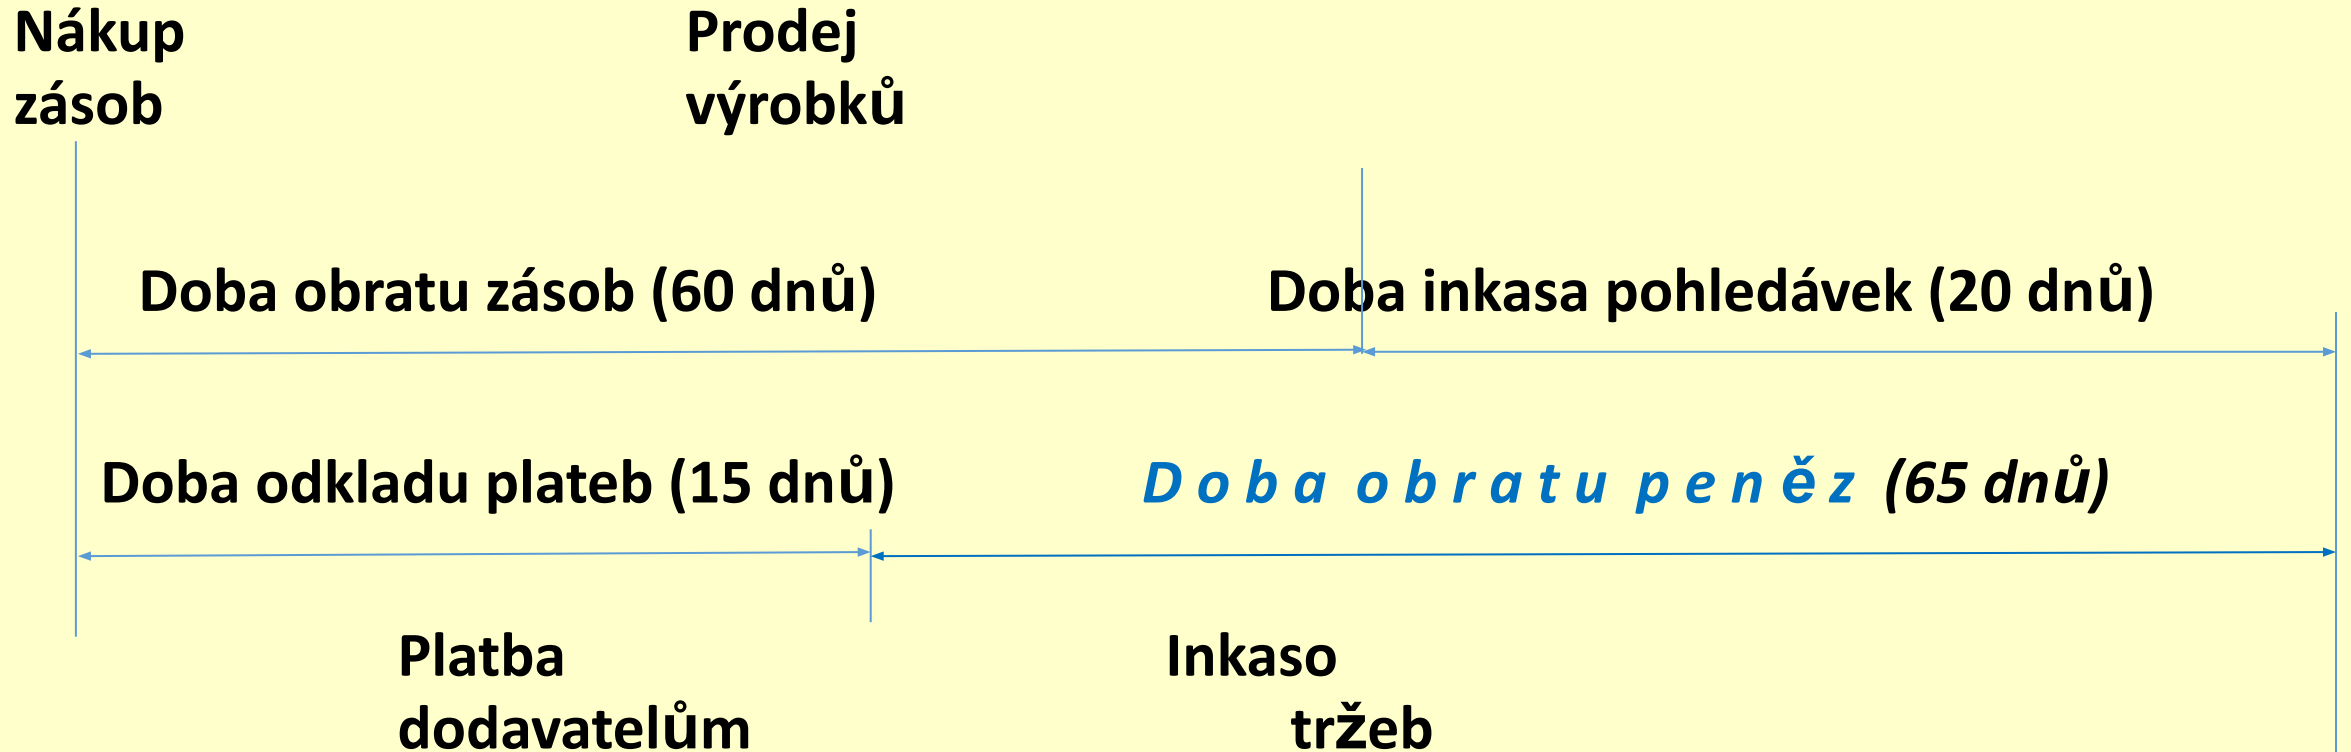 Nákup
zásob
Prodej
výrobků
Doba obratu zásob (60 dnů)
Doba inkasa pohledávek (20 dnů)
Doba odkladu plateb (15 dnů)
D o b a o b r a t u p e n ě z (65 dnů)
Platba
dodavatelům
Inkaso
tržeb